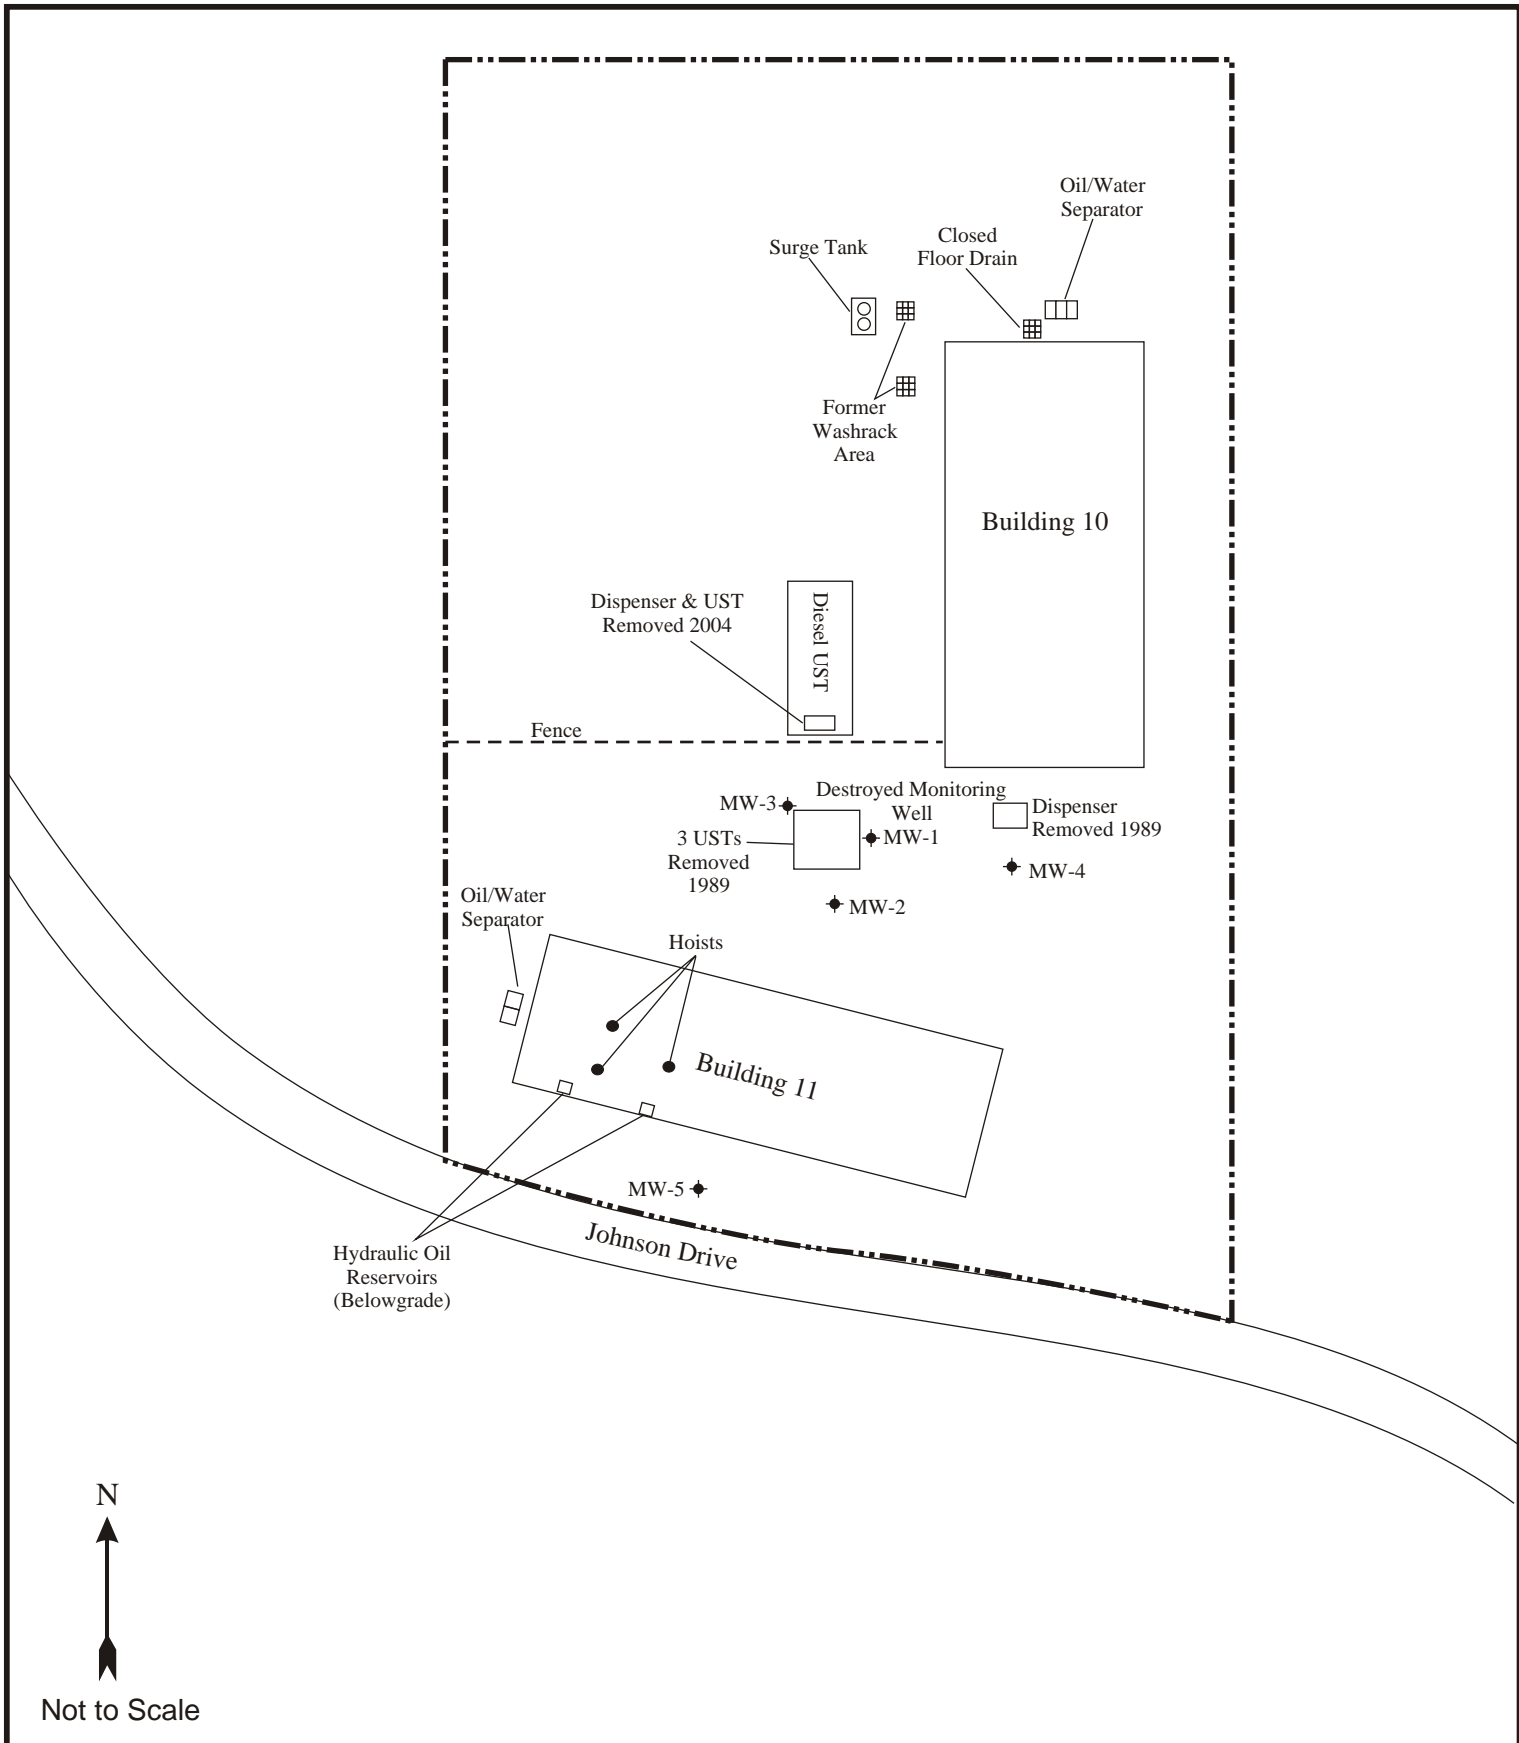 Oil/Water
Separator
Closed
Floor Drain
Surge Tank
Former
Washrack
Area
Building 10
Dispenser & UST
Removed 2004
Diesel UST
Fence
Destroyed Monitoring
Well
MW-3
MW-1
3 USTs
Removed
1989
Dispenser
Removed 1989
MW-4
MW-2
Oil/Water
Separator
Hoists
Building 11
MW-5
Johnson Drive
Hydraulic Oil
Reservoirs
(Belowgrade)
N
Not to Scale